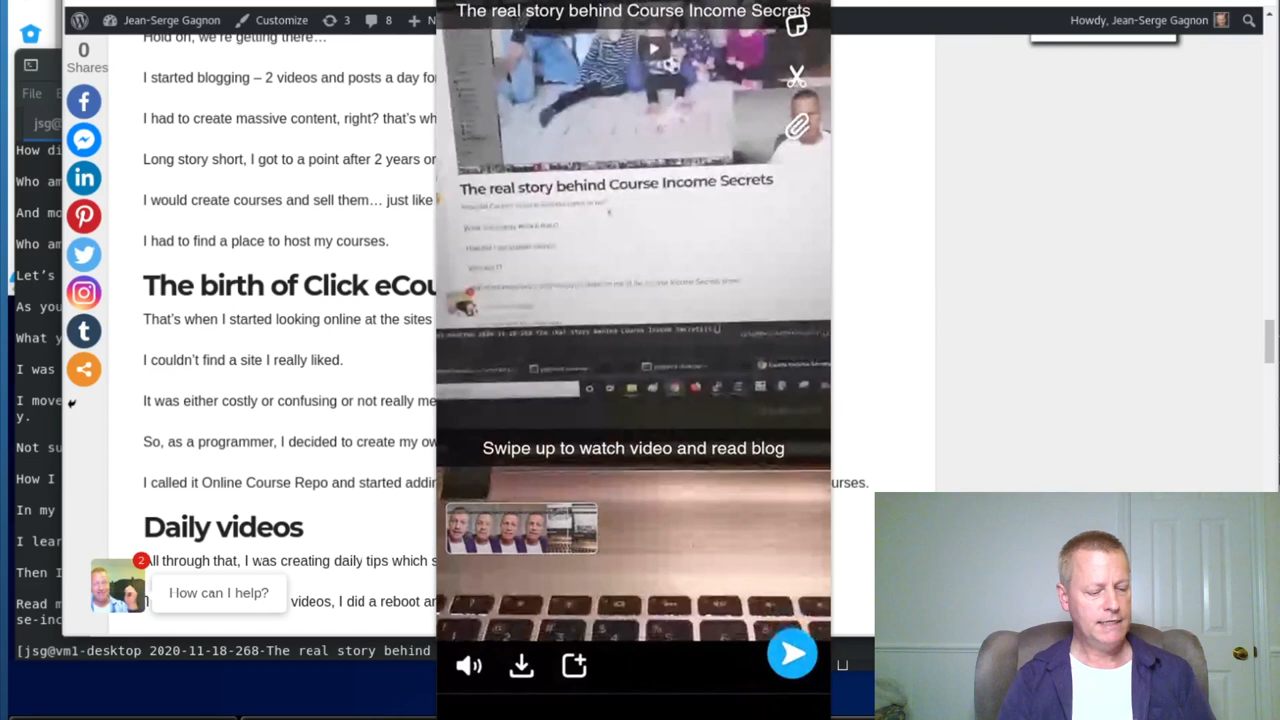 Jean-Serge Gagnon
Customize
3
8
N
Howdy, Jean-Serge Gagnon
0
Shares
File
jsg@
How di
Who am
And mo
Who am
Let's
As you
What y
I was
I move
y.
Not su
How I
In my
I lear
Then I
Read m
se-inc
[jsg@vm1-desktop 2020-11-18-268-The real story behind
Hold on, we're getting there…
I started blogging – 2 videos and posts a day fo
I had to create massive content, right? that's wh
Long story short, I got to a point after 2 years or
I would create courses and sell them… just like
I had to find a place to host my courses.
The birth of Click eCou
That's when I started looking online at the sites
I couldn't find a site I really liked.
It was either costly or confusing or not really me
So, as a programmer, I decided to create my ow
I called it Online Course Repo and started addin
urses.
Daily videos
All through that, I was creating daily tips which s
videos, I did a reboot an
2
How can I help?
The real story behind Course Income Secrets
The real story behind Course Income Secrets
Swipe up to watch video and read blog